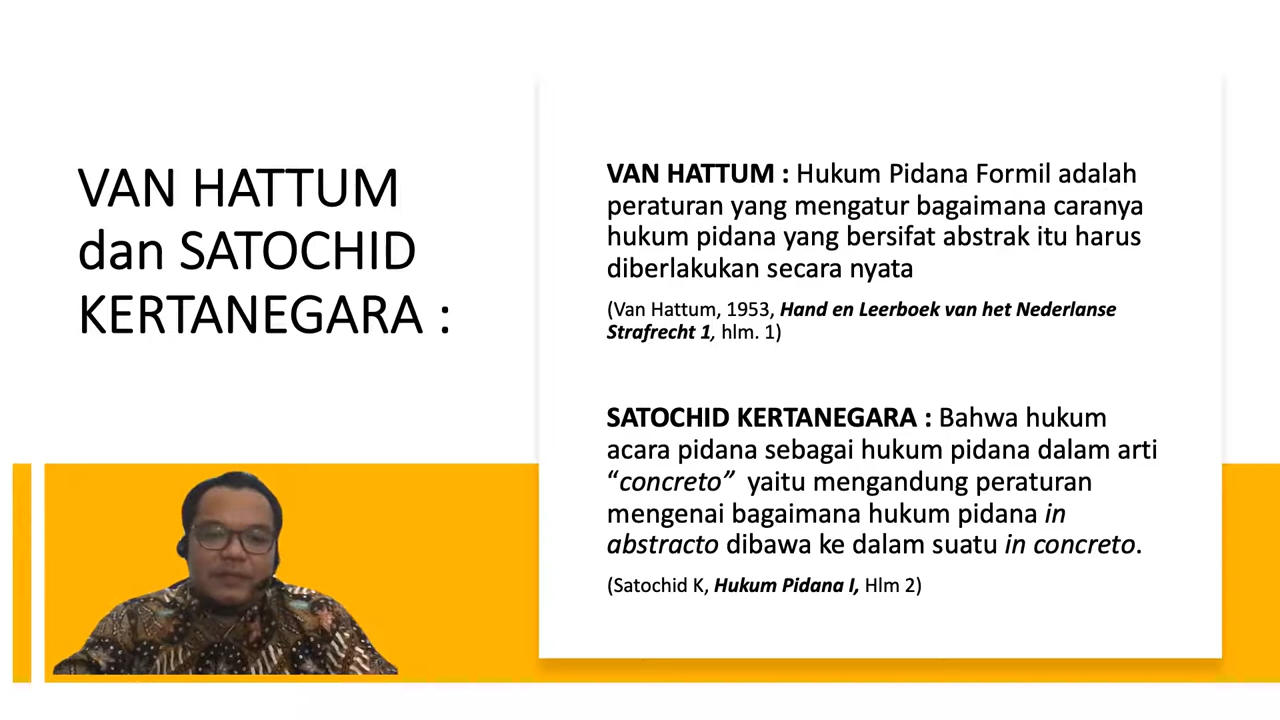 VAN HATTUM
dan SATOCHID
KERTANEGARA :
VAN HATTUM : Hukum Pidana Formil adalah
peraturan yang mengatur bagaimana caranya
hukum pidana yang bersifat abstrak itu harus
diberlakukan secara nyata
(Van Hattum, 1953, Hand en Leerboek van het Nederlanse
Strafrecht 1, hlm. 1)
SATOCHID KERTANEGARA : Bahwa hukum
acara pidana sebagai hukum pidana dalam arti
“concreto” yaitu mengandung peraturan
mengenai bagaimana hukum pidana in
abstracto dibawa ke dalam suatu in concreto.
(Satochid K, Hukum Pidana I, Hlm 2)